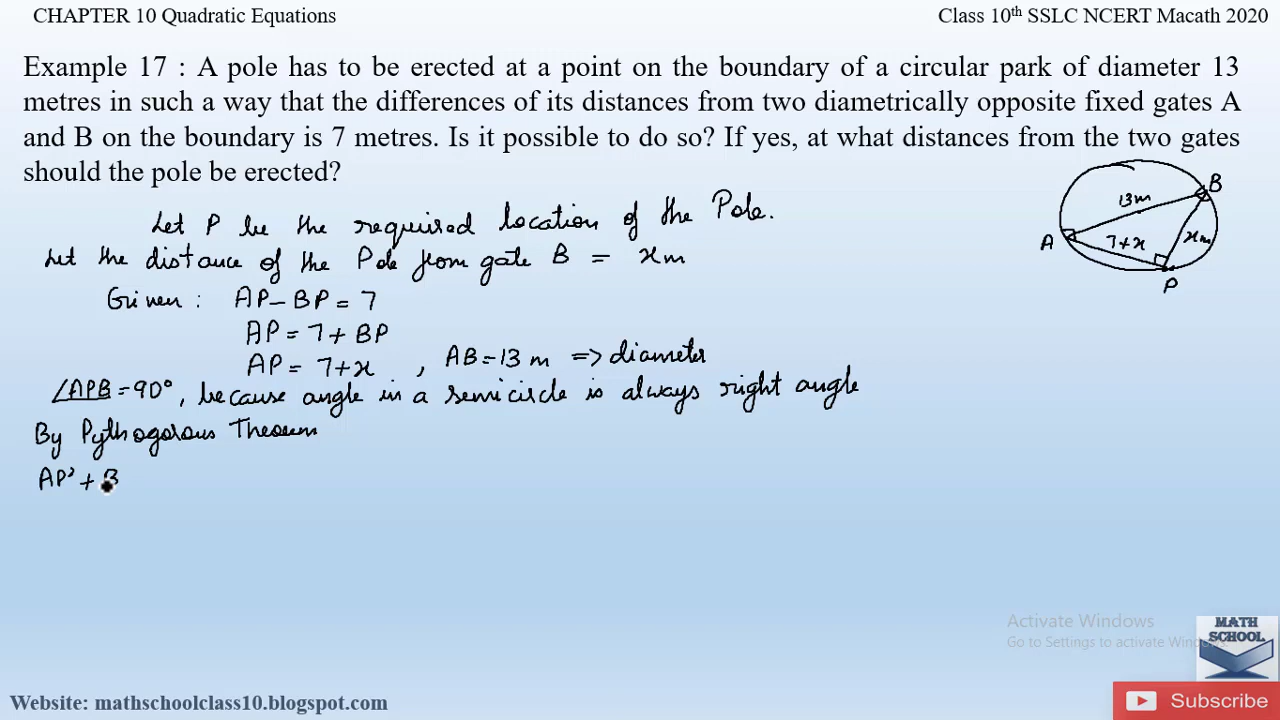 CHAPTER 10 Quadratic Equations
Class 10th SSLC NCERT Macath 2020
Example 17 : A pole has to be erected at a point on the boundary of a circular park of diameter 13
metres in such a way that the differences of its distances from two diametrically opposite fixed gates A
and B on the boundary is 7 metres. Is it possible to do so? If yes, at what distances from the two gates
should the pole be erected?
B
13m
A
7+x
xm
P
Let P be the required location of the Pole.
Let the distance of the Pole from gate B = xm
Given : AP - BP = 7
AP = 7 + BP
AP = 7+x , AB = 13 m => diameter
∠APB = 90°, because angle in a semicircle is always right angle
By Pythogorous Theorem
AP² + B
Activate Windows
Go to Settings to activate Windows.
MATH
SCHOOL
Website: mathschoolclass10.blogspot.com
Subscribe